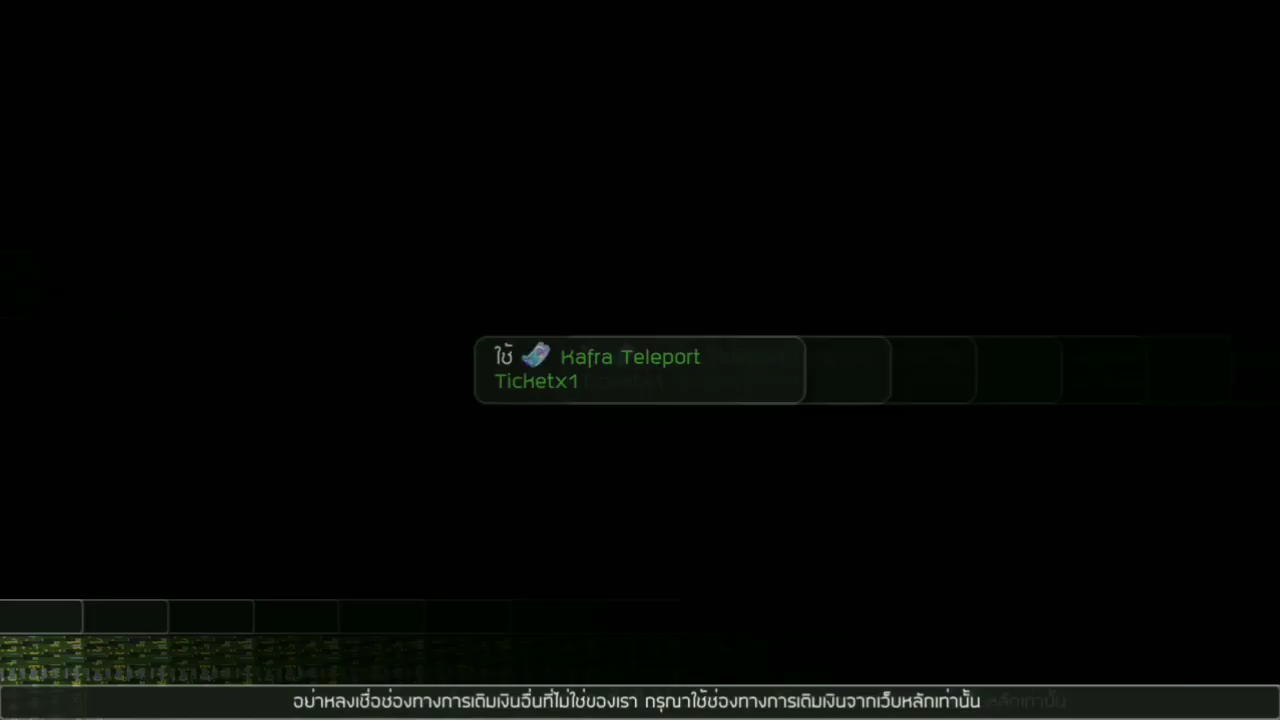 ใช้ Kafra Teleport
Ticketx1
อย่าหลงเชื่อช่องทางการเติมเงินอื่นที่ไม่ใช่ของเรา กรุณาใช้ช่องทางการเติมเงินจากเว็บหลักเท่านั้น